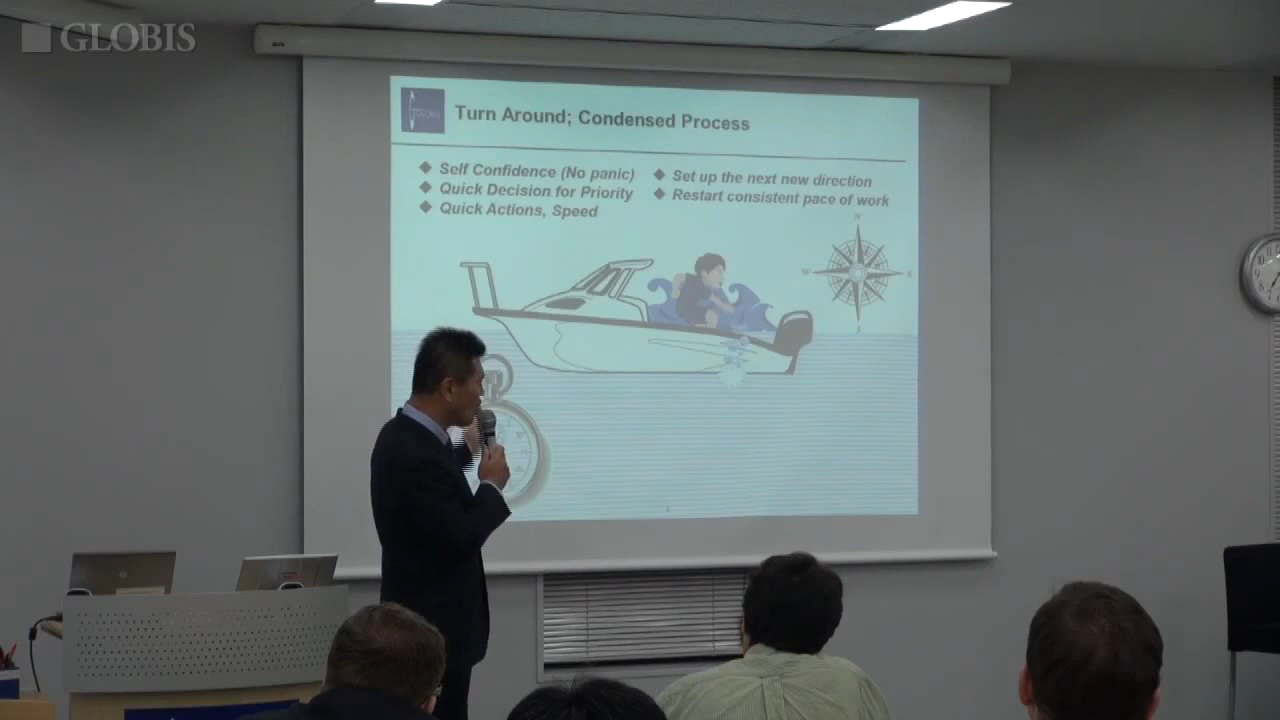 GLOBIS
Turn Around; Condensed Process
Self Confidence (No panic)
Quick Decision for Priority
Quick Actions, Speed
Set up the next new direction
Restart consistent pace of work
N
W
E
S